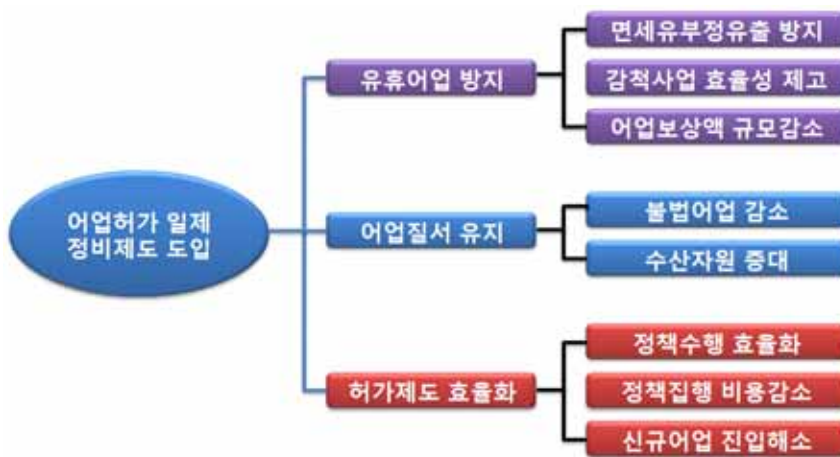 어업허가 일제
정비제도 도입
유휴어업 방지
면세유부정유출 방지
감척사업 효율성 제고
어업보상액 규모감소
어업질서 유지
불법어업 감소
수산자원 증대
허가제도 효율화
정책수행 효율화
정책집행 비용감소
신규어업 진입해소